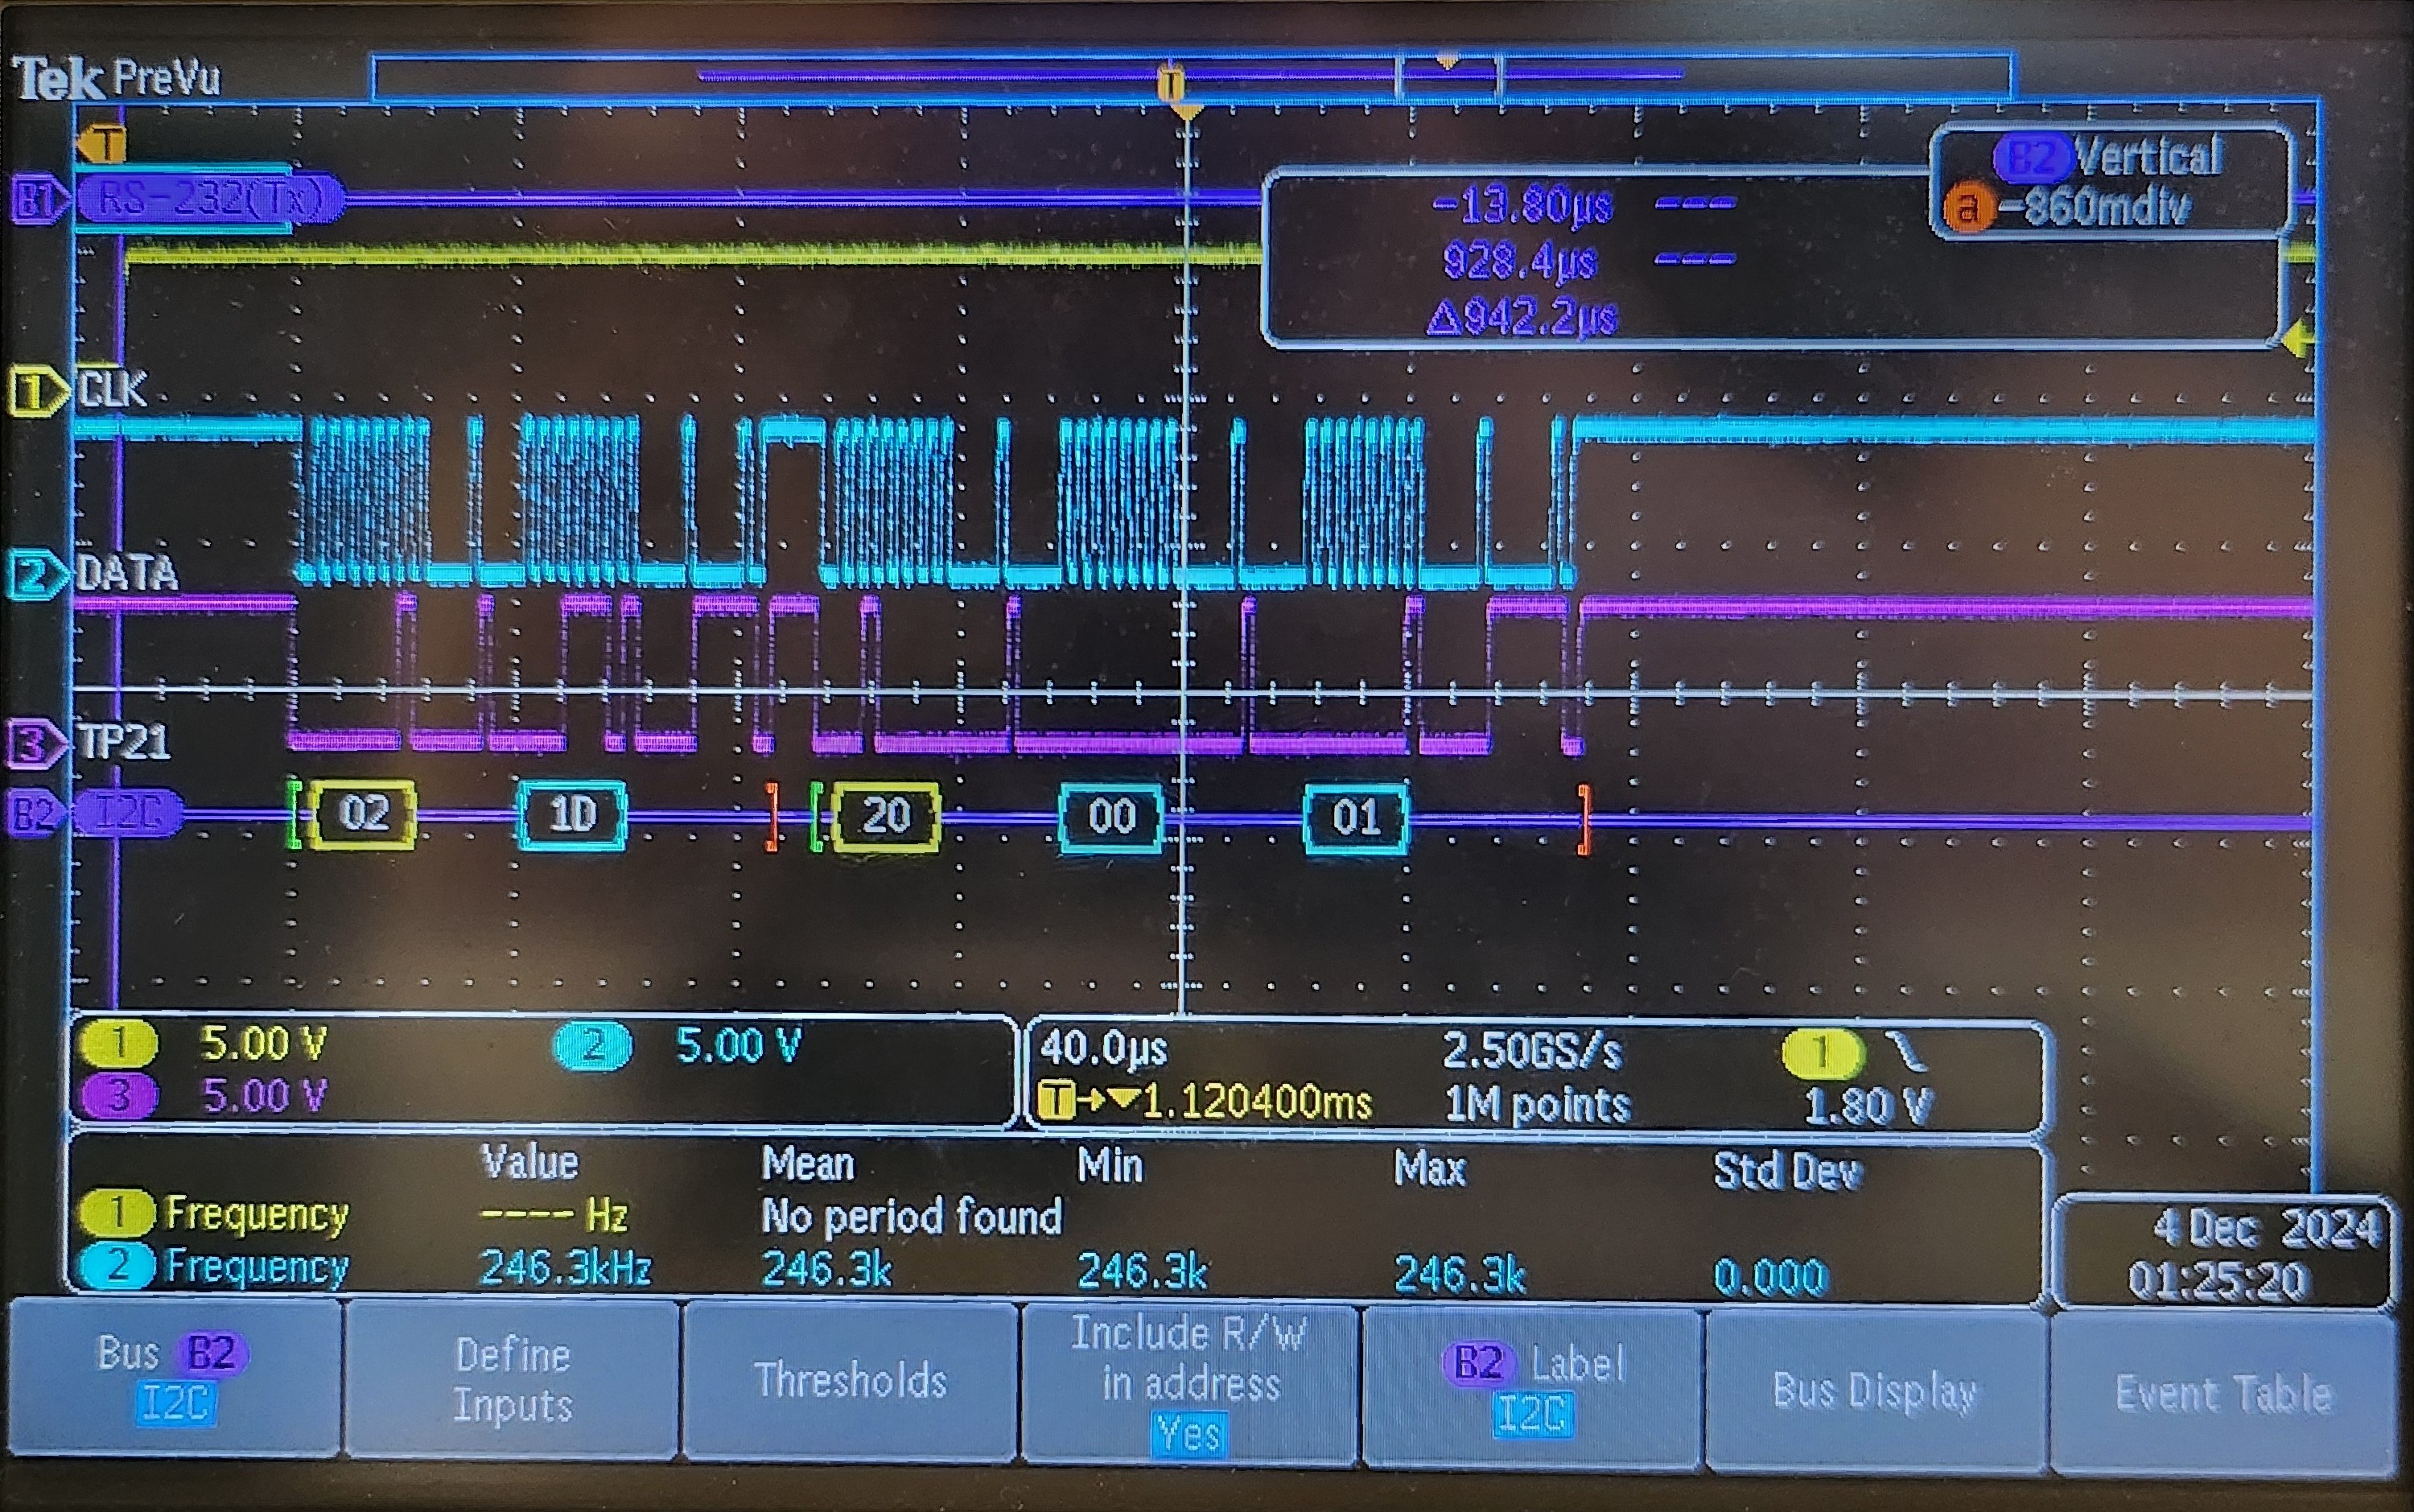 Tek PreVu
T
T
B2 Vertical
a -860mdiv
B1 RS-232(Tx)
-13.80µs ---
928.4µs ---
Δ942.2µs
1 CLK
2 DATA
3 TP21
B2 I2C 02 1D 20 00 01
1 5.00 V 2 5.00 V
3 5.00 V
40.0µs 2.50GS/s 1
T→▼1.120400ms 1M points 1.80 V
Value Mean Min Max Std Dev
1 Frequency ---- Hz No period found
2 Frequency 246.3kHz 246.3k 246.3k 246.3k 0.000
4 Dec 2024
01:25:20
Bus B2
I2C
Define
Inputs
Thresholds
Include R/W
in address
Yes
B2 Label
I2C
Bus Display
Event Table